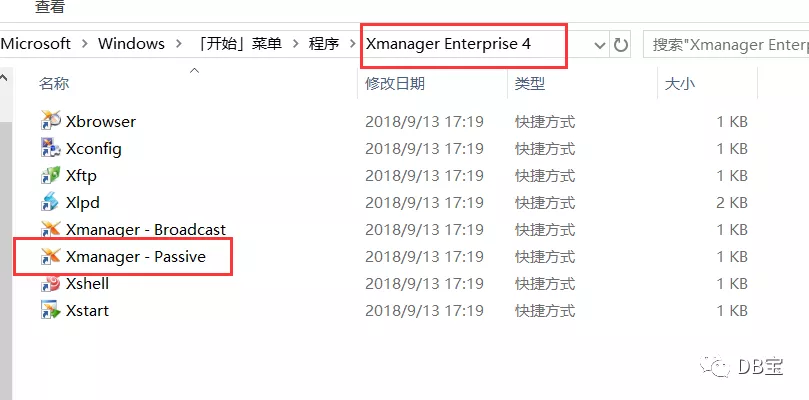 查看
Microsoft > Windows > 「开始」菜单 > 程序 > Xmanager Enterprise 4 搜索"Xmanager Enter
名称 修改日期 类型 大小
Xbrowser 2018/9/13 17:19 快捷方式 1 KB
Xconfig 2018/9/13 17:19 快捷方式 1 KB
Xftp 2018/9/13 17:19 快捷方式 1 KB
Xlpd 2018/9/13 17:19 快捷方式 2 KB
Xmanager - Broadcast 2018/9/13 17:19 快捷方式 1 KB
Xmanager - Passive 2018/9/13 17:19 快捷方式 1 KB
Xshell 2018/9/13 17:19 快捷方式 1 KB
Xstart 2018/9/13 17:19 快捷方式 1 KB
DB宝